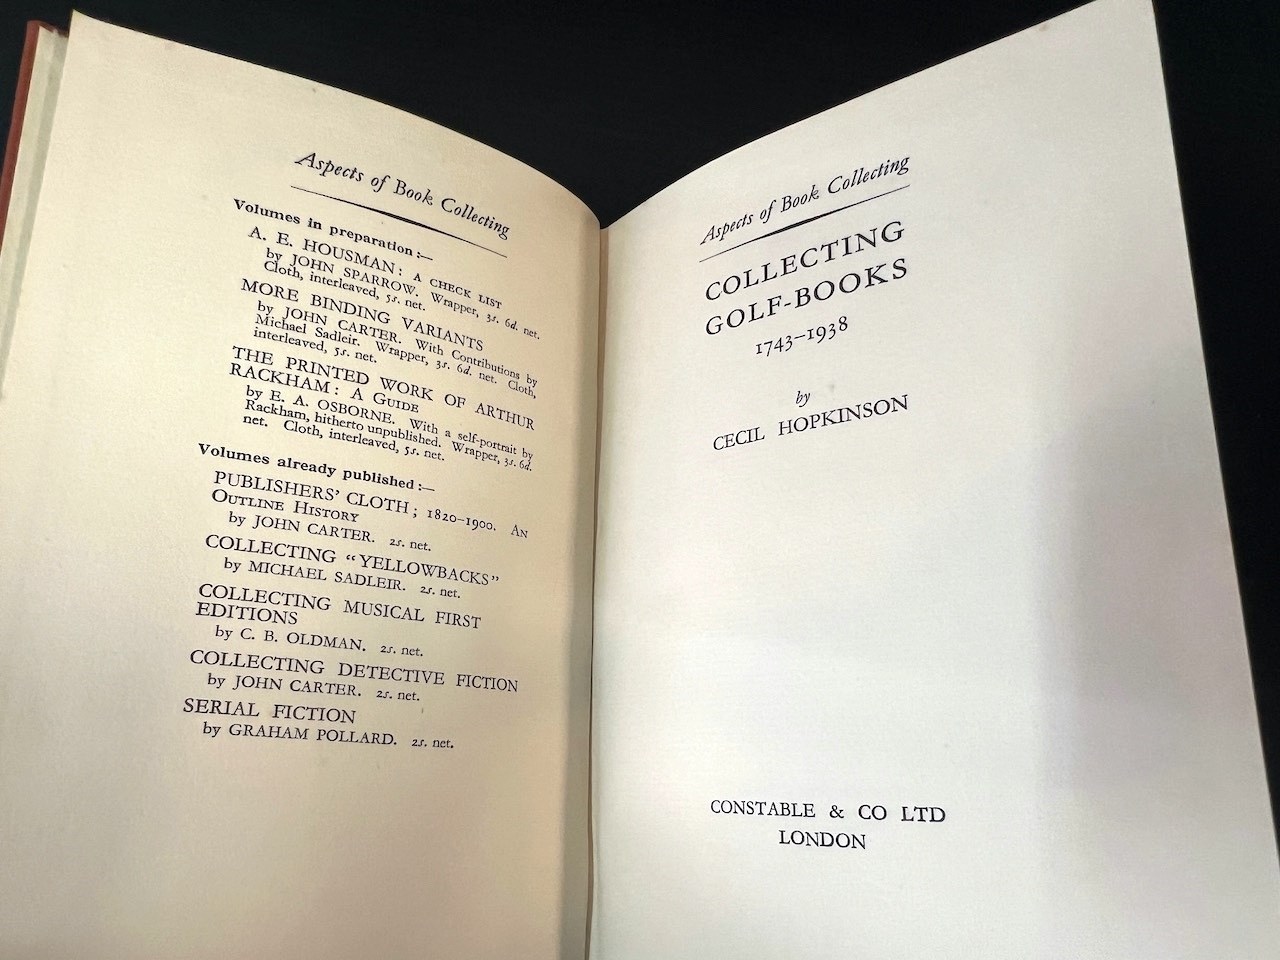 Aspects of Book Collecting
Volumes in preparation :—
A. E. HOUSMAN : A CHECK LIST
by JOHN SPARROW. Wrapper, 3s. 6d. net.
Cloth, interleaved, 5s. net.
MORE BINDING VARIANTS
by JOHN CARTER. With Contributions by
Michael Sadleir. Wrapper, 3s. 6d. net. Cloth,
interleaved, 5s. net.
THE PRINTED WORK OF ARTHUR
RACKHAM : A GUIDE
by E. A. OSBORNE. With a self-portrait by
Rackham, hitherto unpublished. Wrapper, 3s. 6d.
net. Cloth, interleaved, 5s. net.
Volumes already published :—
PUBLISHERS' CLOTH ; 1820–1900. AN
OUTLINE HISTORY
by JOHN CARTER. 2s. net.
COLLECTING "YELLOWBACKS"
by MICHAEL SADLEIR. 2s. net.
COLLECTING MUSICAL FIRST
EDITIONS
by C. B. OLDMAN. 2s. net.
COLLECTING DETECTIVE FICTION
by JOHN CARTER. 2s. net.
SERIAL FICTION
by GRAHAM POLLARD. 2s. net.
Aspects of Book Collecting
COLLECTING
GOLF-BOOKS
1743–1938
by
CECIL HOPKINSON
CONSTABLE & CO LTD
LONDON